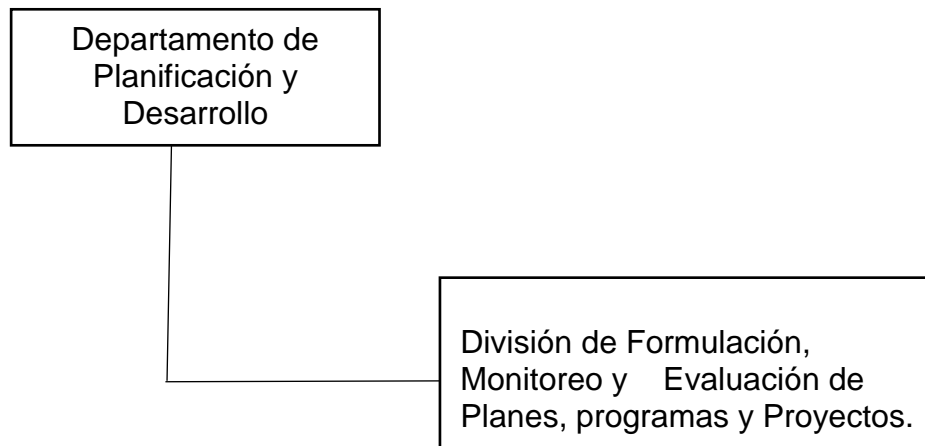 Departamento de
Planificación y
Desarrollo
División de Formulación,
Monitoreo y    Evaluación de
Planes, programas y Proyectos.